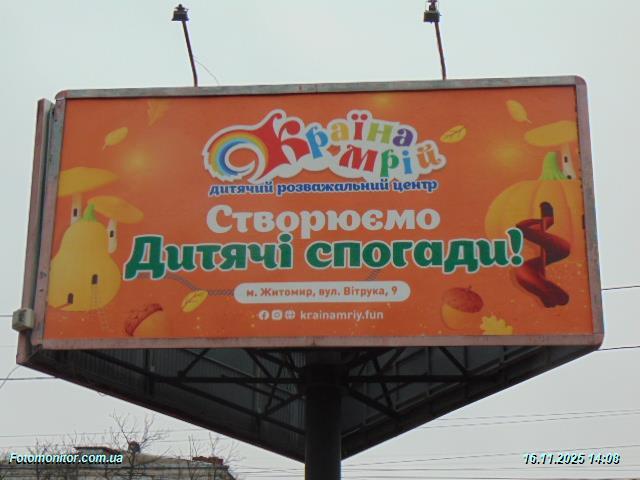 Країна
мрій
дитячий розважальний центр
Створюємо
Дитячі спогади!
м. Житомир, вул. Вітрука, 9
krainamriy.fun
Fotomonitor.com.ua
16.11.2025 14:08